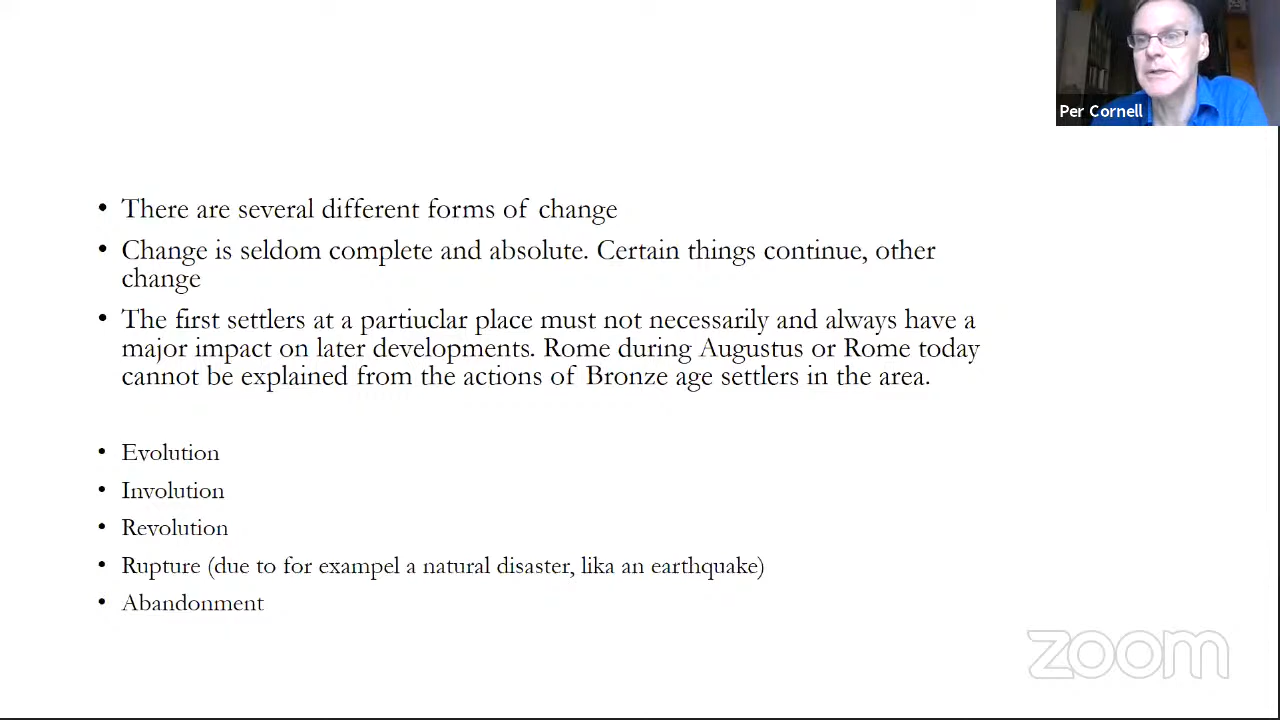 Per Cornell
• There are several different forms of change
• Change is seldom complete and absolute. Certain things continue, other
change
• The first settlers at a partiuclar place must not necessarily and always have a
major impact on later developments. Rome during Augustus or Rome today
cannot be explained from the actions of Bronze age settlers in the area.
• Evolution
• Involution
• Revolution
• Rupture (due to for exampel a natural disaster, lika an earthquake)
• Abandonment
zoom